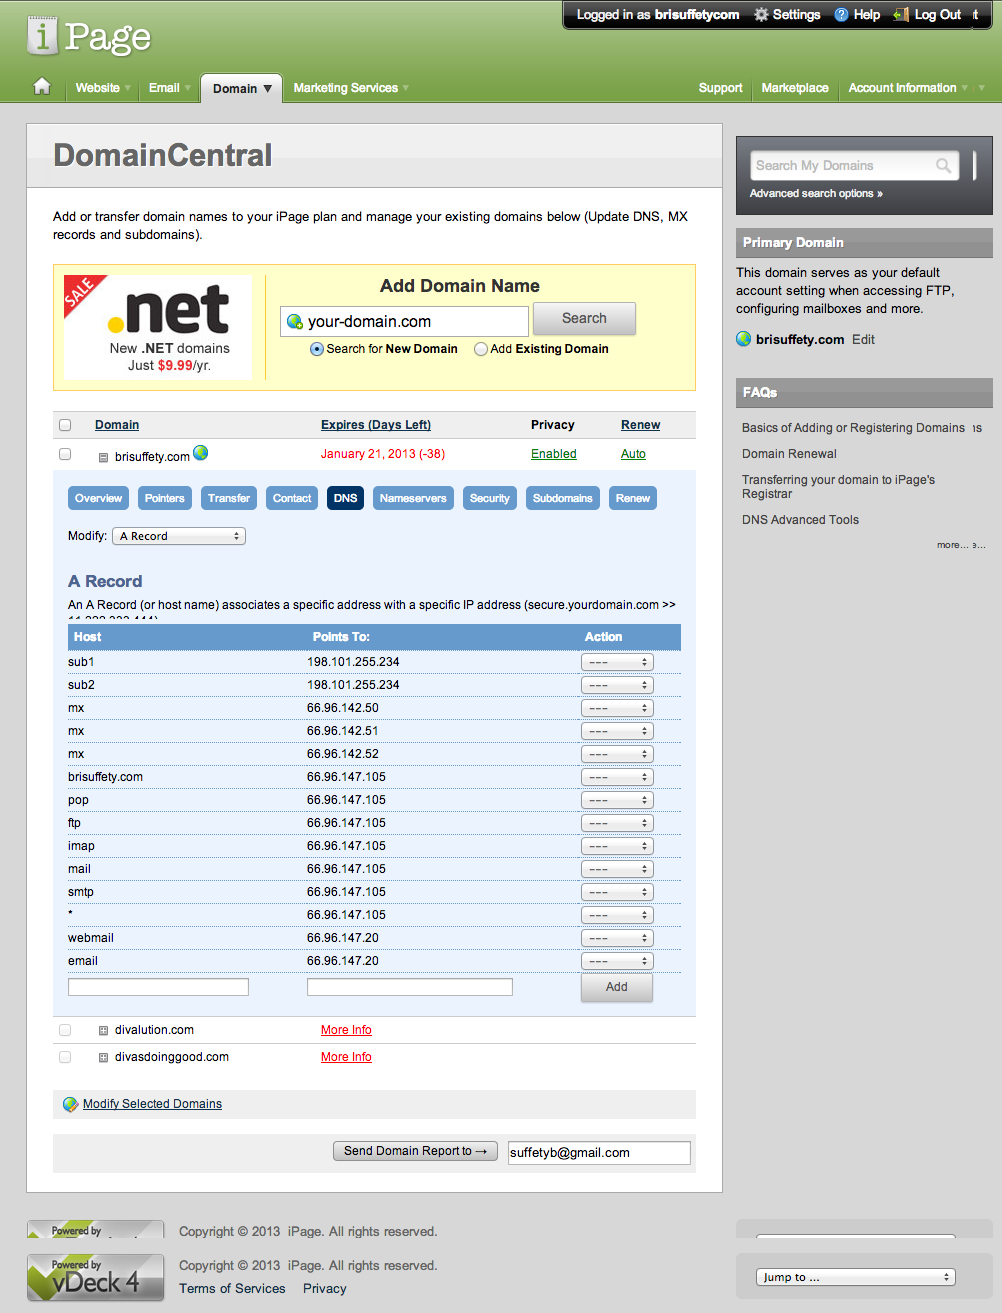 Logged in as brisuffetycom Settings Help Log Out t
i Page
Website Email Domain Marketing Services Support Marketplace Account Information
DomainCentral
Add or transfer domain names to your iPage plan and manage your existing domains below (Update DNS, MX
records and subdomains).
SALE
.net
New .NET domains
Just $9.99/yr.
Add Domain Name
your-domain.com Search
Search for New Domain Add Existing Domain
Domain Expires (Days Left) Privacy Renew
brisuffety.com January 21, 2013 (-38) Enabled Auto
Overview Pointers Transfer Contact DNS Nameservers Security Subdomains Renew
Modify: A Record
A Record
An A Record (or host name) associates a specific address with a specific IP address (secure.yourdomain.com >>
Host Points To: Action
sub1 198.101.255.234 ---
sub2 198.101.255.234 ---
mx 66.96.142.50 ---
mx 66.96.142.51 ---
mx 66.96.142.52 ---
brisuffety.com 66.96.147.105 ---
pop 66.96.147.105 ---
ftp 66.96.147.105 ---
imap 66.96.147.105 ---
mail 66.96.147.105 ---
smtp 66.96.147.105 ---
* 66.96.147.105 ---
webmail 66.96.147.20 ---
email 66.96.147.20 ---
Add
divalution.com More Info
divasdoinggood.com More Info
Modify Selected Domains
Send Domain Report to → suffetyb@gmail.com
Search My Domains
Advanced search options »
Primary Domain
This domain serves as your default
account setting when accessing FTP,
configuring mailboxes and more.
brisuffety.com Edit
FAQs
Basics of Adding or Registering Domains ns
Domain Renewal
Transferring your domain to iPage's
Registrar
DNS Advanced Tools
more... e...
Powered by
Copyright © 2013 iPage. All rights reserved.
Powered by
vDeck 4
Copyright © 2013 iPage. All rights reserved.
Terms of Services Privacy
Jump to ...